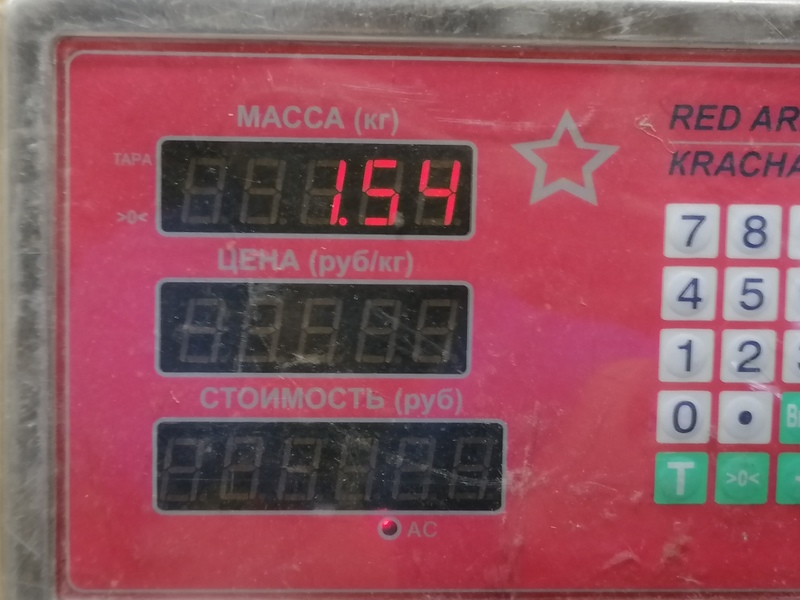 МАССА (кг)
ТАРА
1.54
>0<
ЦЕНА (руб/кг)
СТОИМОСТЬ (руб)
AC
RED AR
KRACHA
7 8
4 5
1 2 3
0 •
T >0<